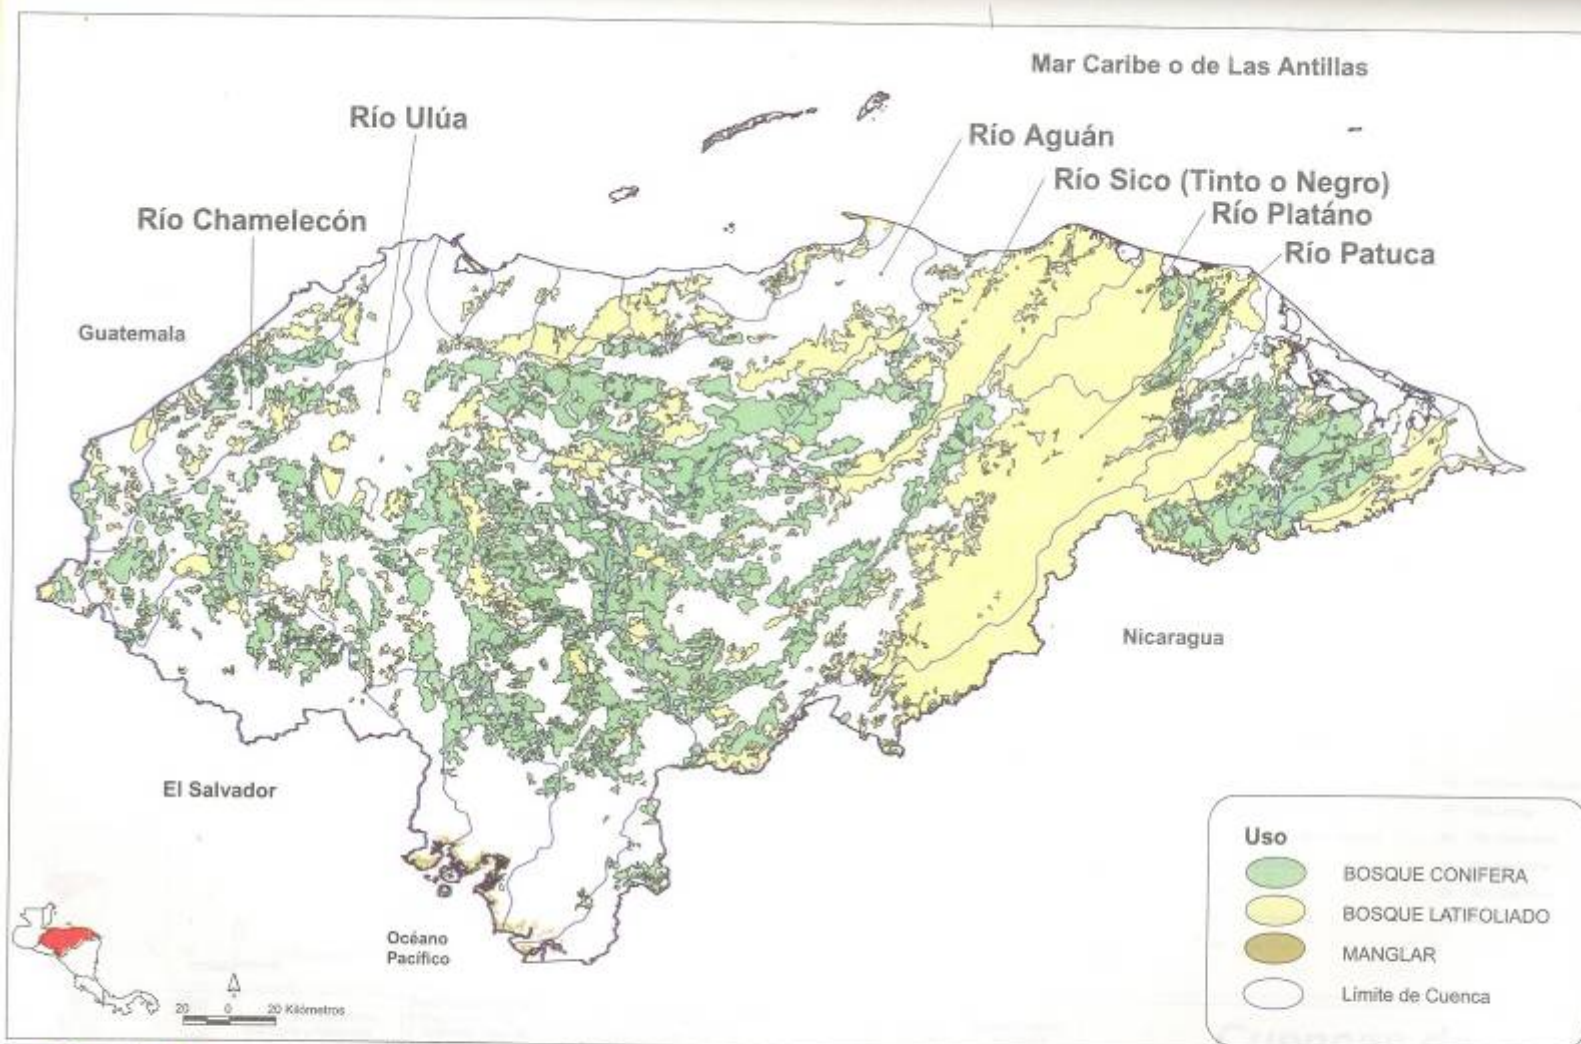 Mar Caribe o de Las Antillas
Río Ulúa
Río Aguán
Río Sico (Tinto o Negro)
Río Platáno
Río Chamelecón
Río Patuca
Guatemala
Nicaragua
El Salvador
Océano
Pacífico
20 0 20 Kilómetros
Uso
BOSQUE CONIFERA
BOSQUE LATIFOLIADO
MANGLAR
Límite de Cuenca